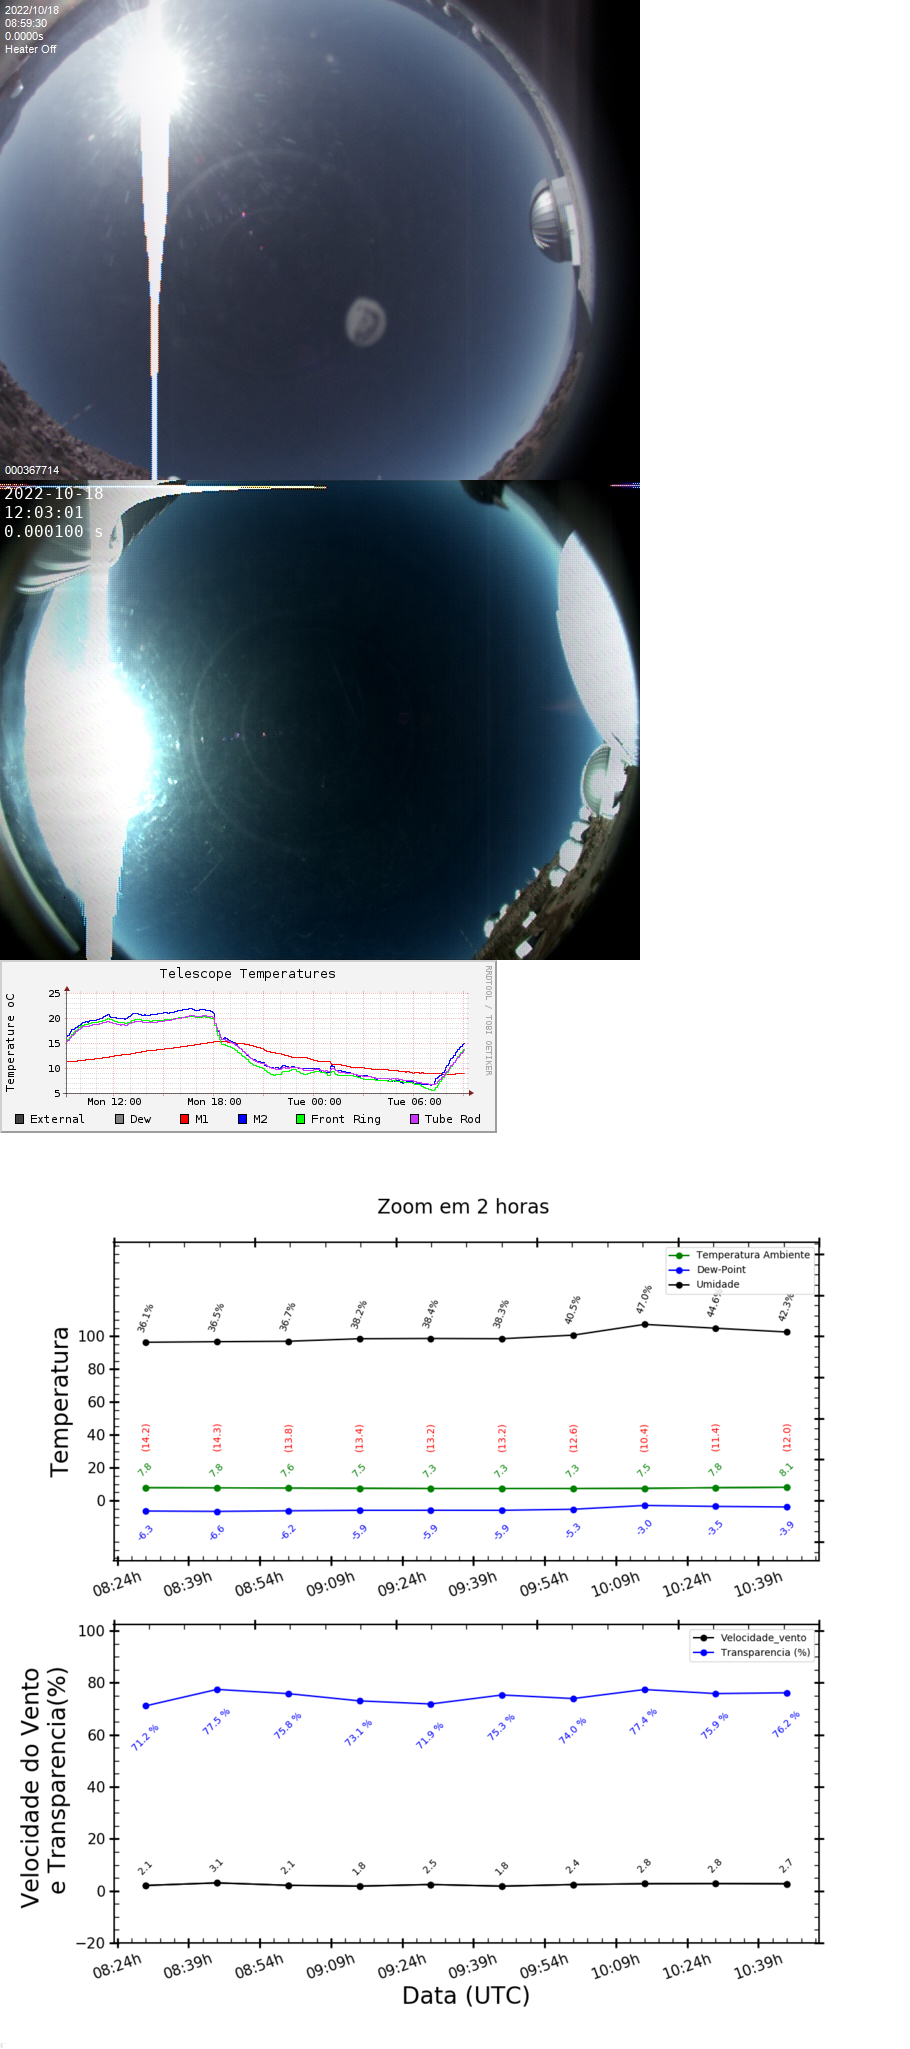 2022/10/18
08:59:30
0.0000s
Heater Off
000367714
2022-10-18
12:03:01
0.000100 s
Telescope Temperatures
RRDTOOL / TOBI OETIKER
Temperature oC
25
20
15
10
5
Mon 12:00 Mon 18:00 Tue 00:00 Tue 06:00
External Dew M1 M2 Front Ring Tube Rod
Zoom em 2 horas
Temperatura Ambiente
Dew-Point
Umidade
36.1% 36.5% 36.7% 38.2% 38.4% 38.3% 40.5% 47.0% 44.6% 42.3%
Temperatura
100
80
60
40
20
0
(14.2) (14.3) (13.8) (13.4) (13.2) (13.2) (12.6) (10.4) (11.4) (12.0)
7.8 7.8 7.6 7.5 7.3 7.3 7.3 7.5 7.8 8.1
-6.3 -6.6 -6.2 -5.9 -5.9 -5.9 -5.3 -3.0 -3.5 -3.9
08:24h 08:39h 08:54h 09:09h 09:24h 09:39h 09:54h 10:09h 10:24h 10:39h
Velocidade_vento
Transparencia (%)
Velocidade do Vento
e Transparencia(%)
100
80
60
40
20
0
−20
71.2 % 77.5 % 75.8 % 73.1 % 71.9 % 75.3 % 74.0 % 77.4 % 75.9 % 76.2 %
2.1 3.1 2.1 1.8 2.5 1.8 2.4 2.8 2.8 2.7
08:24h 08:39h 08:54h 09:09h 09:24h 09:39h 09:54h 10:09h 10:24h 10:39h
Data (UTC)